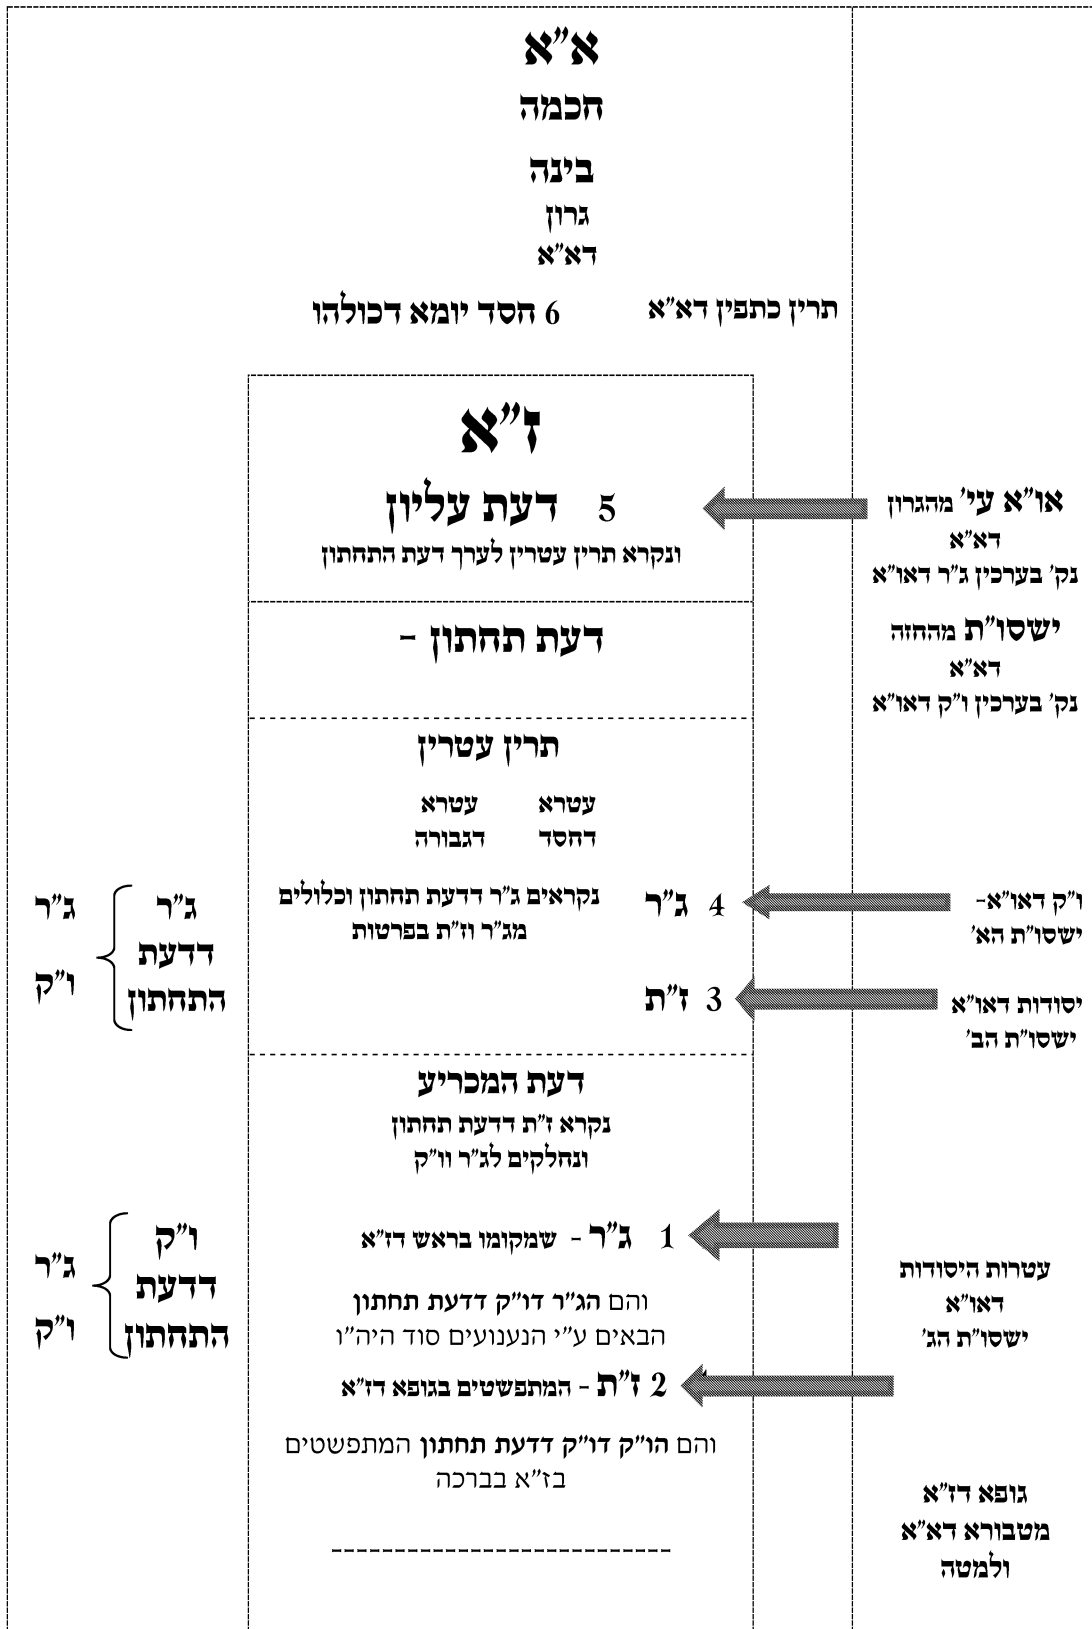 א"א
חכמה
בינה
גרון
דא"א
תרין כתפין דא"א
6 חסד יומא דכולהו
ז"א
5 דעת עליון
ונקרא תרין עטרין לערך דעת התחתון
או"א עי' מהגרון
דא"א
נק' בערכין ג"ר דאו"א
דעת תחתון -
ישסו"ת מהחזה
דא"א
נק' בערכין ו"ק דאו"א
תרין עטרין
עטרא דחסד
עטרא דגבורה
ו"ק דאו"א-
ישסו"ת הא'
4 ג"ר
נקראים ג"ר דדעת תחתון וכלולים
מג"ר וז"ת בפרטות
יסודות דאו"א
ישסו"ת הב'
3 ז"ת
ג"ר
דדעת
התחתון
ג"ר
ו"ק
דעת המכריע
נקרא ז"ת דדעת תחתון
ונחלקים לג"ר וו"ק
1 ג"ר - שמקומו בראש דז"א
והם הג"ר דו"ק דדעת תחתון
הבאים ע"י הנענועים סוד היה"ו
עטרות היסודות
דאו"א
ישסו"ת הג'
2 ז"ת - המתפשטים בגופא דז"א
והם הו"ק דו"ק דדעת תחתון המתפשטים
בז"א בברכה
ו"ק
דדעת
התחתון
ג"ר
ו"ק
גופא דז"א
מטבורא דא"א
ולמטה